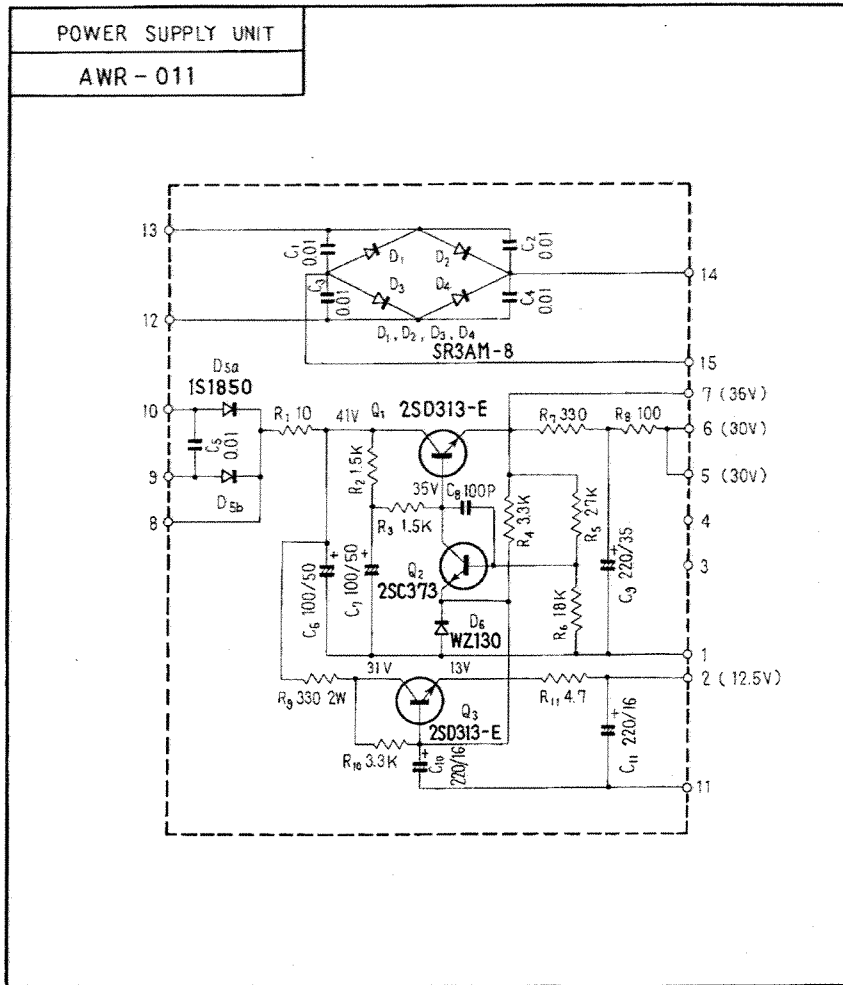 POWER SUPPLY UNIT
AWR-011
13
C1 0.01
D1
D2
C2 0.01
14
C3 0.01
D3
D4
C4 0.01
12
D1, D2, D3, D4
SR3AM-8
15
D5a
1S1850
7 (36V)
10
R1 10
41V
Q1
2SD313-E
R7 330
R8 100
6 (30V)
C5 0.01
R2 1.5K
9
D5b
35V
C8 100P
5 (30V)
8
R3 1.5K
R4 3.3K
R5 27K
4
C6 100/50
C7 100/50
Q2
2SC373
C9 220/35
3
R6 18K
D6
WZ130
1
31V
13V
2 (12.5V)
R9 330 2W
R11 4.7
Q3
2SD313-E
R10 3.3K
C10 220/16
C11 220/16
11
+
+
+
+
+